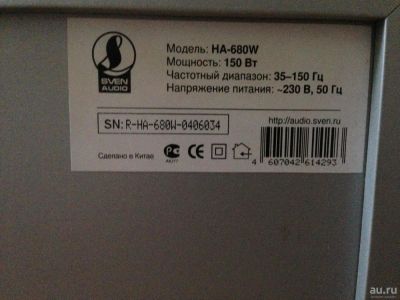 SVEN
AUDIO
Модель: HA-680W
Мощность: 150 Вт
Частотный диапазон: 35–150 Гц
Напряжение питания: ~230 В, 50 Гц
SN: R-HA-680W-0406034
http://audio.sven.ru
Сделано в Китае
CE
4 607042 614293
au.ru